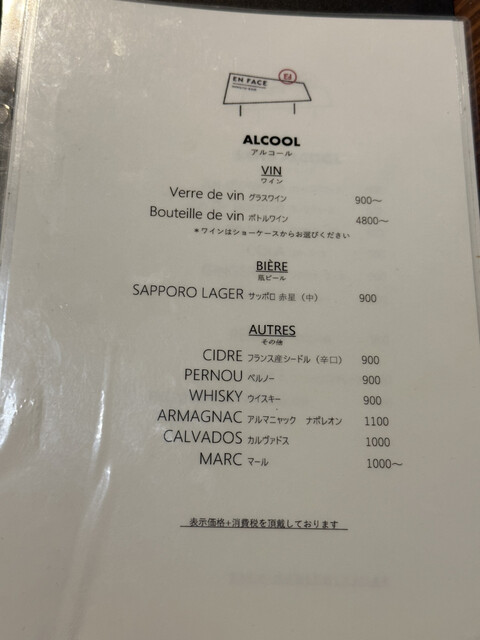 EN FACE
ALCOOL
アルコール
VIN
ワイン
Verre de vin グラスワイン 900～
Bouteille de vin ボトルワイン 4800～
＊ワインはショーケースからお選びください
BIÈRE
瓶ビール
SAPPORO LAGER サッポロ 赤星（中） 900
AUTRES
その他
CIDRE フランス産シードル（辛口） 900
PERNOU ペルノー 900
WHISKY ウイスキー 900
ARMAGNAC アルマニャック ナポレオン 1100
CALVADOS カルヴァドス 1000
MARC マール 1000～
表示価格+消費税を頂戴しております